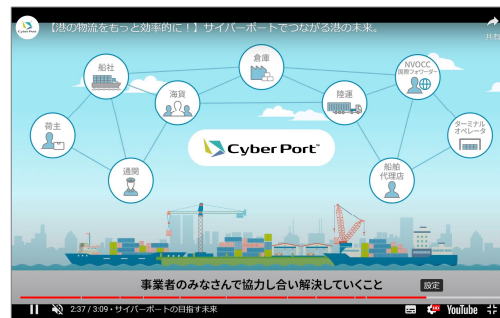 【港の物流をもっと効率的に！】サイバーポートでつながる港の未来。
Cyber Port
共有
倉庫
船社
NVOCC
国際フォワーダー
海貨
陸運
荷主
ターミナル
オペレータ
Cyber Port™
通関
船舶
代理店
事業者のみなさんで協力し合い解決していくこと
設定
2:37 / 3:09・サイバーポートの目指す未来
HD
YouTube